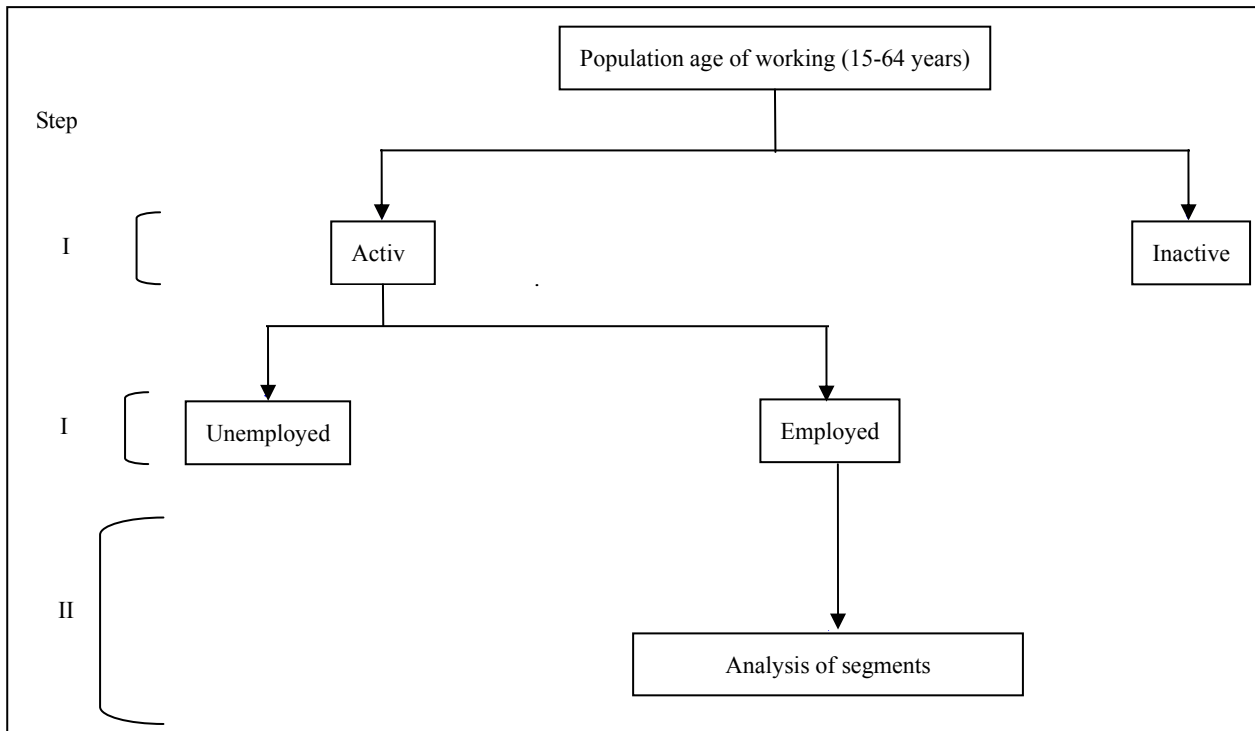 Population age of working (15-64 years)
Step
I
Activ
Inactive
I
Unemployed
Employed
II
Analysis of segments